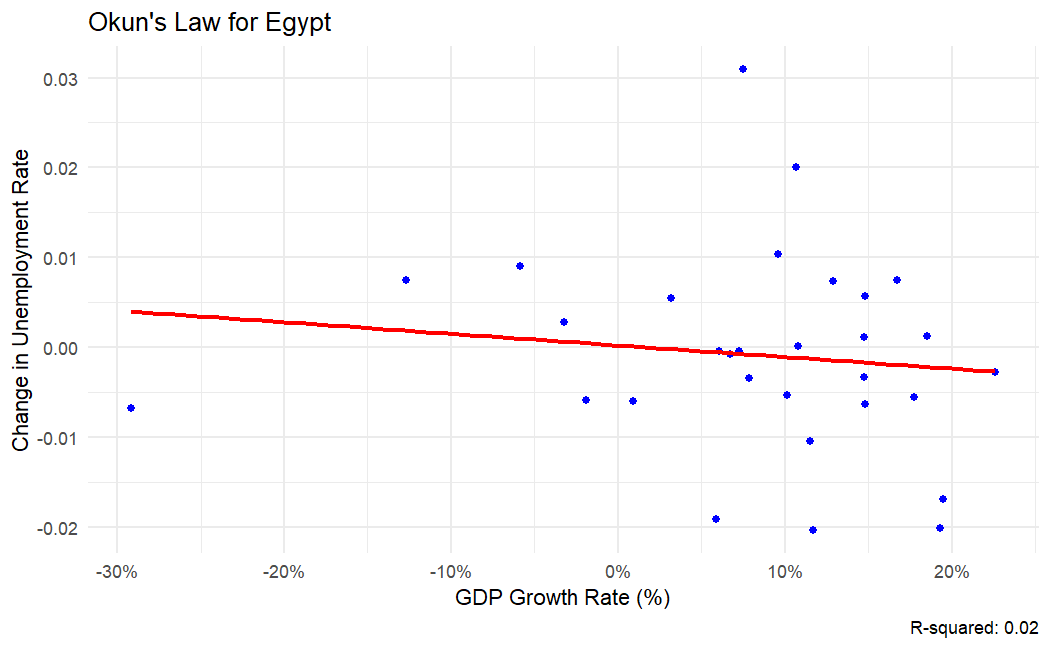 Okun's Law for Egypt
Change in Unemployment Rate
0.03
0.02
0.01
0.00
-0.01
-0.02
-30% -20% -10% 0% 10% 20%
GDP Growth Rate (%)
R-squared: 0.02